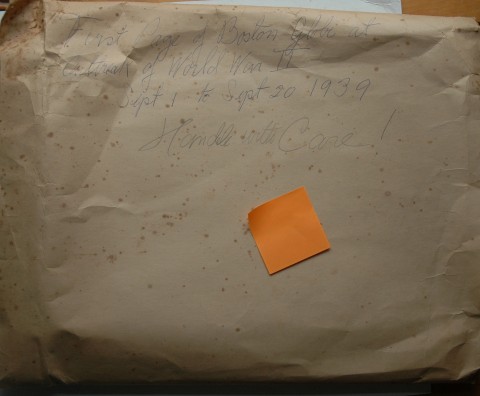 Front Page of Boston Globe at
outbreak of World War II
Sept 1 to Sept 30 1939
Handle with Care!